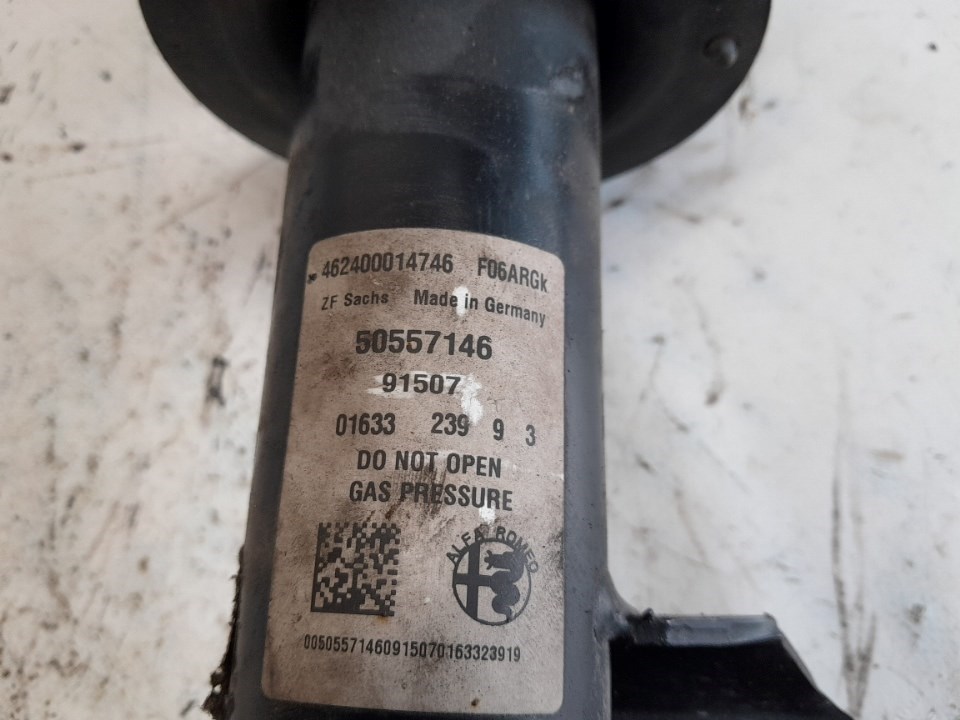 462400014746 F06ARGk
ZF Sachs Made in Germany
50557146
91507
01633 239 9 3
DO NOT OPEN
GAS PRESSURE
ALFA ROMEO
00505571460915070163323919